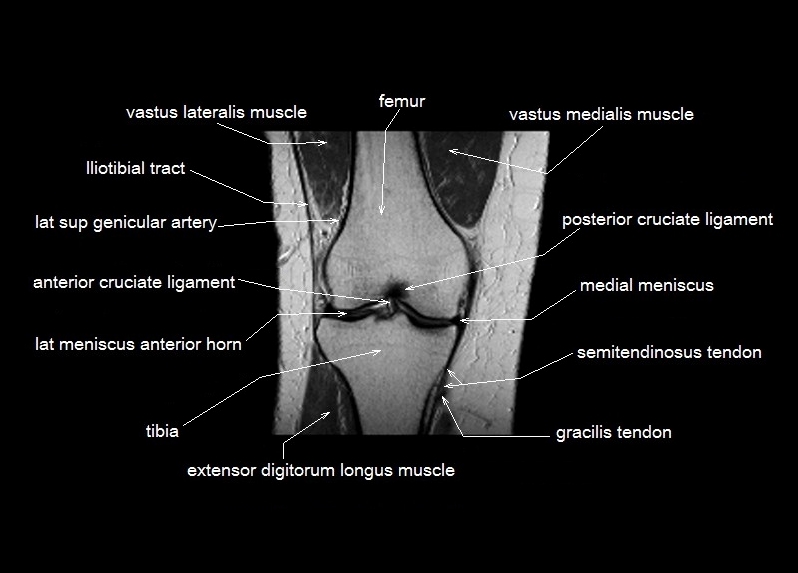 femur
vastus lateralis muscle
vastus medialis muscle
lliotibial tract
lat sup genicular artery
posterior cruciate ligament
anterior cruciate ligament
medial meniscus
lat meniscus anterior horn
semitendinosus tendon
tibia
gracilis tendon
extensor digitorum longus muscle